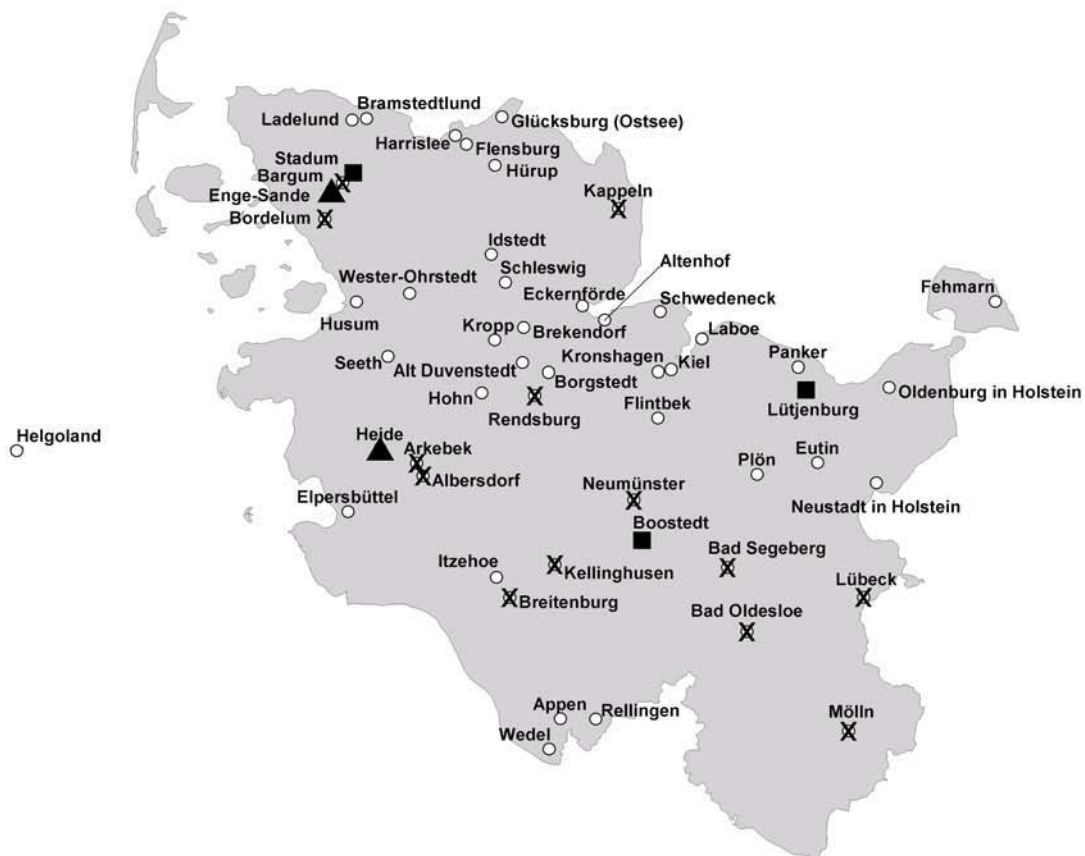 Bramstedtlund
Ladelund
Glücksburg (Ostsee)
Harrislee
Flensburg
Stadum
Hürup
Bargum
Enge-Sande
Kappeln
Bordelum
Idstedt
Altenhof
Schleswig
Wester-Ohrstedt
Eckernförde
Schwedeneck
Fehmarn
Husum
Kropp
Brekendorf
Laboe
Kronshagen
Seeth
Alt Duvenstedt
Kiel
Panker
Borgstedt
Oldenburg in Holstein
Hohn
Flintbek
Rendsburg
Lütjenburg
Heide
Helgoland
Arkebek
Eutin
Plön
Albersdorf
Neumünster
Elpersbüttel
Neustadt in Holstein
Boostedt
Bad Segeberg
Itzehoe
Kellinghusen
Lübeck
Breitenburg
Bad Oldesloe
Appen
Rellingen
Mölln
Wedel